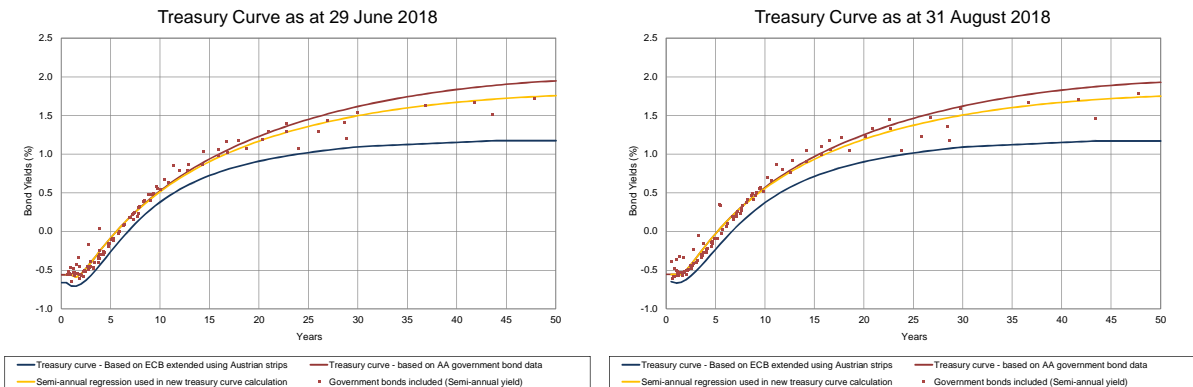 Treasury Curve as at 29 June 2018
2.5
2.0
1.5
1.0
0.5
0.0
-0.5
-1.0
Bond Yields (%)
0 5 10 15 20 25 30 35 40 45 50
Years
Treasury curve - Based on ECB extended using Austrian strips
Treasury curve - based on AA government bond data
Semi-annual regression used in new treasury curve calculation
Government bonds included (Semi-annual yield)
Treasury Curve as at 31 August 2018
2.5
2.0
1.5
1.0
0.5
0.0
-0.5
-1.0
Bond Yields (%)
0 5 10 15 20 25 30 35 40 45 50
Years
Treasury curve - Based on ECB extended using Austrian strips
Treasury curve - based on AA government bond data
Semi-annual regression used in new treasury curve calculation
Government bonds included (Semi-annual yield)